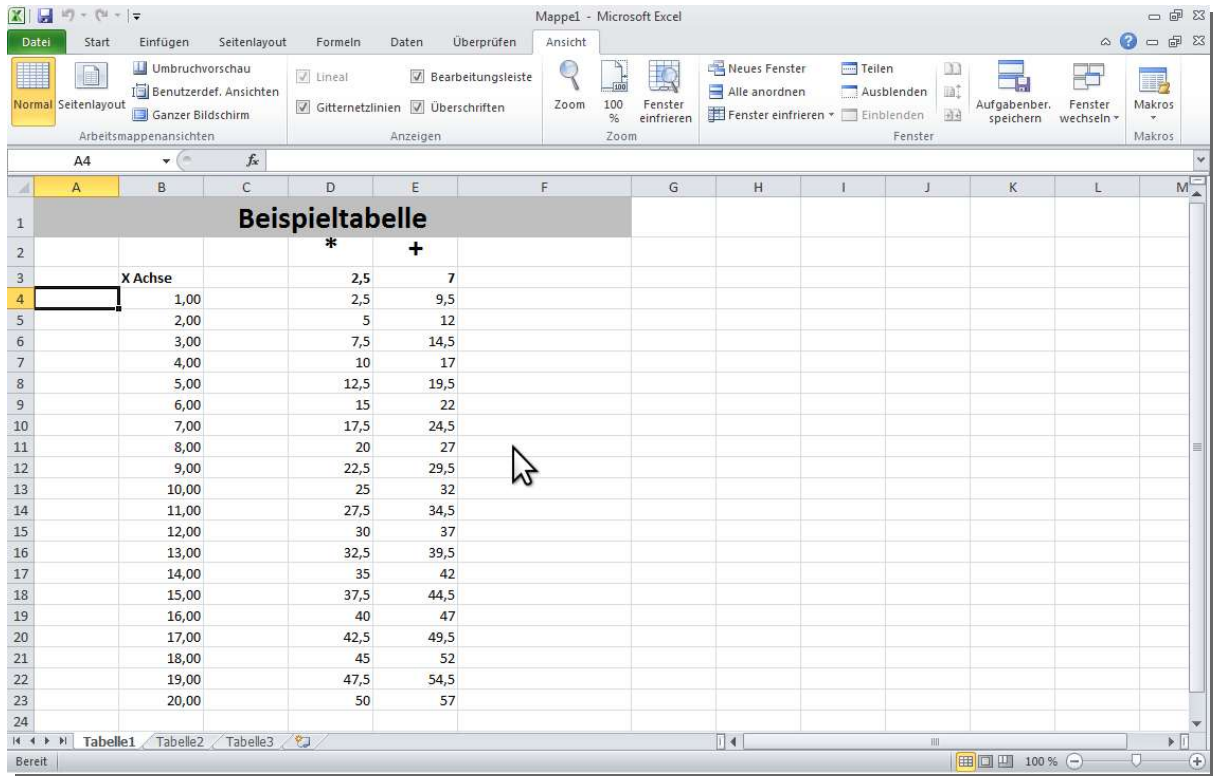 Mappe1 - Microsoft Excel
Datei Start Einfügen Seitenlayout Formeln Daten Überprüfen Ansicht
Normal
Seitenlayout
Umbruchvorschau
Benutzerdef. Ansichten
Ganzer Bildschirm
Arbeitsmappenansichten
Lineal
Bearbeitungsleiste
Gitternetzlinien
Überschriften
Anzeigen
Zoom
100
%
Fenster
einfrieren
Zoom
Neues Fenster
Alle anordnen
Fenster einfrieren
Teilen
Ausblenden
Einblenden
Aufgabenber.
speichern
Fenster
wechseln
Fenster
Makros
Makros
A4 fx
A B C D E F G H I J K L M
1 Beispieltabelle
2 * +
3 X Achse 2,5 7
4 1,00 2,5 9,5
5 2,00 5 12
6 3,00 7,5 14,5
7 4,00 10 17
8 5,00 12,5 19,5
9 6,00 15 22
10 7,00 17,5 24,5
11 8,00 20 27
12 9,00 22,5 29,5
13 10,00 25 32
14 11,00 27,5 34,5
15 12,00 30 37
16 13,00 32,5 39,5
17 14,00 35 42
18 15,00 37,5 44,5
19 16,00 40 47
20 17,00 42,5 49,5
21 18,00 45 52
22 19,00 47,5 54,5
23 20,00 50 57
24
Tabelle1 Tabelle2 Tabelle3
Bereit 100 %